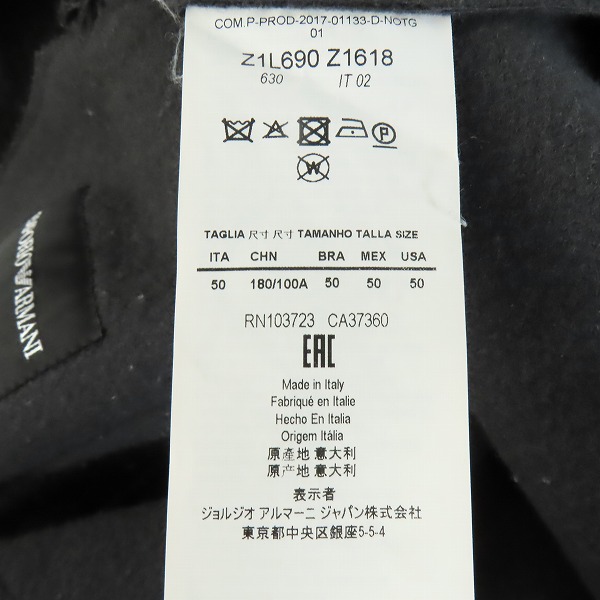 COM.P-PROD-2017-01133-D-NOTG
01
Z1L690 Z1618
630 IT 02
W
TAGLIA 尺寸 尺寸 TAMANHO TALLA SIZE
ITA CHN BRA MEX USA
50 180/100A 50 50 50
RN103723 CA37360
EAC
Made in Italy
Fabriqué en Italie
Hecho En Italia
Origem Itália
原產地 意大利
原产地 意大利
表示者
ジョルジオ アルマーニ ジャパン株式会社
東京都中央区銀座5-5-4
ARMANI